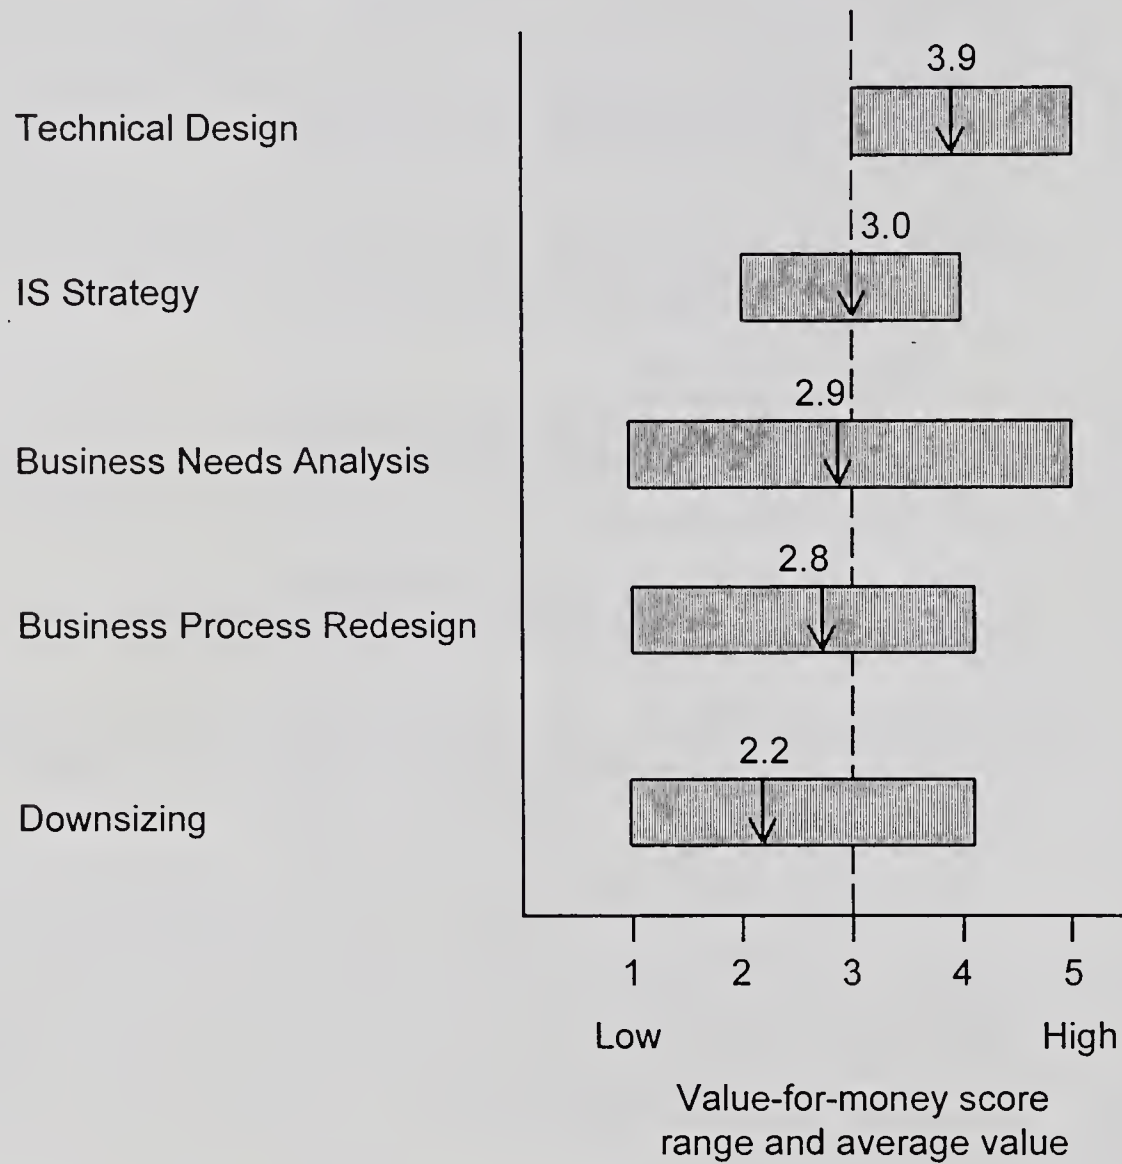 3.9
Technical Design
3.0
IS Strategy
2.9
Business Needs Analysis
2.8
Business Process Redesign
2.2
Downsizing
1 2 3 4 5
Low High
Value-for-money score
range and average value